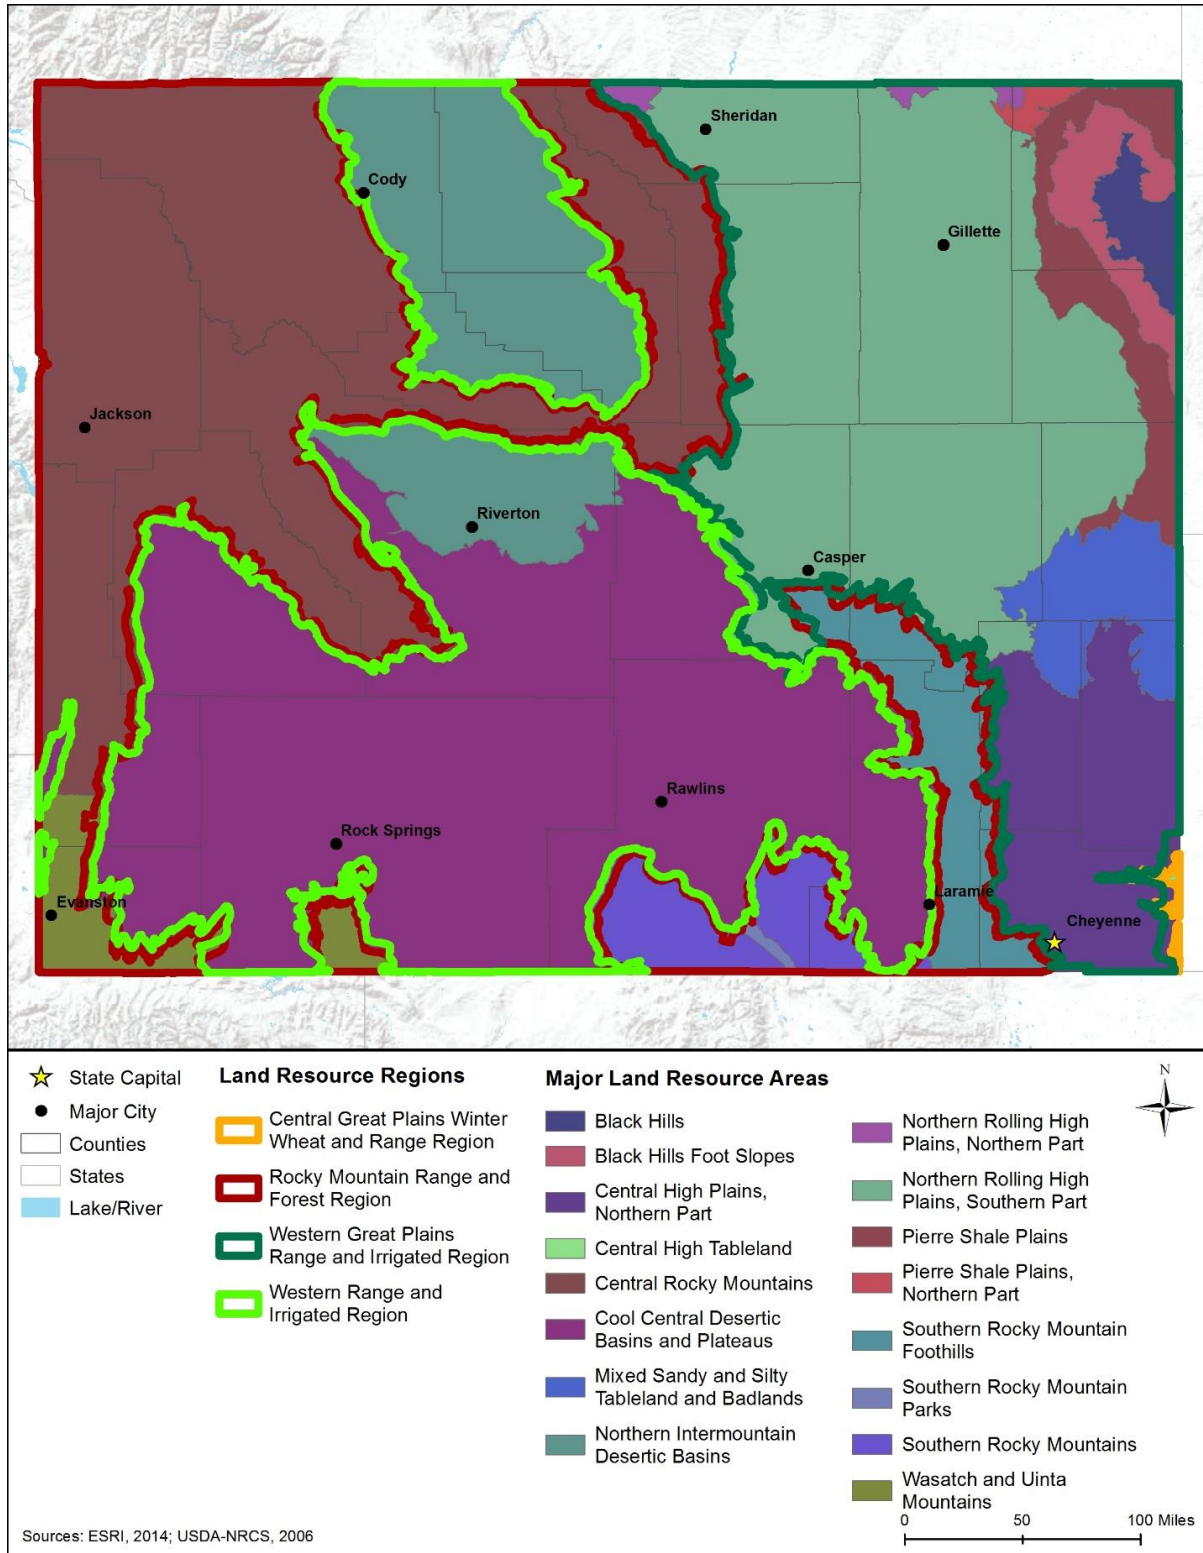 Sheridan
Cody
Gillette
Jackson
Riverton
Casper
Rawlins
Rock Springs
Laramie
Evanston
Cheyenne
State Capital
Major City
Counties
States
Lake/River
Land Resource Regions
Central Great Plains Winter
Wheat and Range Region
Rocky Mountain Range and
Forest Region
Western Great Plains
Range and Irrigated Region
Western Range and
Irrigated Region
Major Land Resource Areas
Black Hills
Black Hills Foot Slopes
Central High Plains,
Northern Part
Central High Tableland
Central Rocky Mountains
Cool Central Desertic
Basins and Plateaus
Mixed Sandy and Silty
Tableland and Badlands
Northern Intermountain
Desertic Basins
Northern Rolling High
Plains, Northern Part
Northern Rolling High
Plains, Southern Part
Pierre Shale Plains
Pierre Shale Plains,
Northern Part
Southern Rocky Mountain
Foothills
Southern Rocky Mountain
Parks
Southern Rocky Mountains
Wasatch and Uinta
Mountains
N
0 50 100 Miles
Sources: ESRI, 2014; USDA-NRCS, 2006